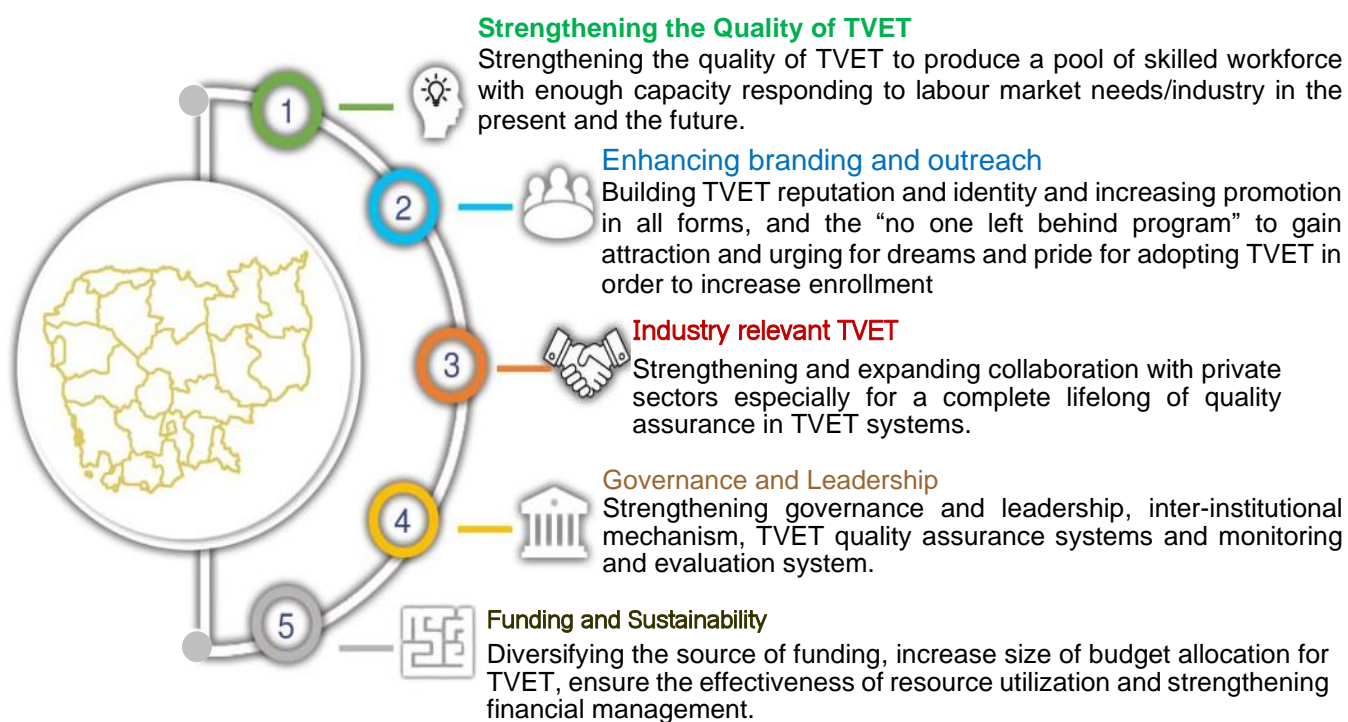 Strengthening the Quality of TVET
Strengthening the quality of TVET to produce a pool of skilled workforce
with enough capacity responding to labour market needs/industry in the
present and the future.
1
Enhancing branding and outreach
Building TVET reputation and identity and increasing promotion
in all forms, and the “no one left behind program” to gain
attraction and urging for dreams and pride for adopting TVET in
order to increase enrollment
2
Industry relevant TVET
Strengthening and expanding collaboration with private
sectors especially for a complete lifelong of quality
assurance in TVET systems.
3
Governance and Leadership
Strengthening governance and leadership, inter-institutional
mechanism, TVET quality assurance systems and monitoring
and evaluation system.
4
Funding and Sustainability
Diversifying the source of funding, increase size of budget allocation for
TVET, ensure the effectiveness of resource utilization and strengthening
financial management.
5